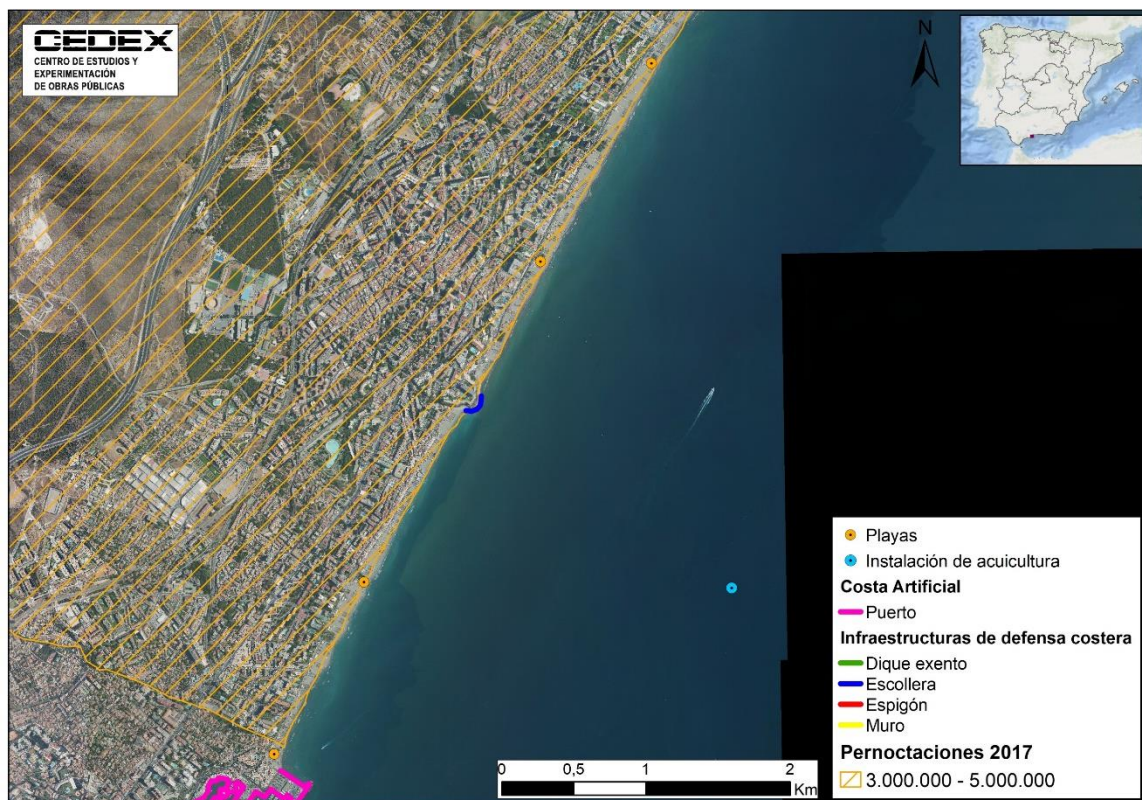 CEDEX
CENTRO DE ESTUDIOS Y
EXPERIMENTACIÓN
DE OBRAS PÚBLICAS
N
Playas
Instalación de acuicultura
Costa Artificial
Puerto
Infraestructuras de defensa costera
Dique exento
Escollera
Espigón
Muro
Pernoctaciones 2017
3.000.000 - 5.000.000
0 0,5 1 2
Km